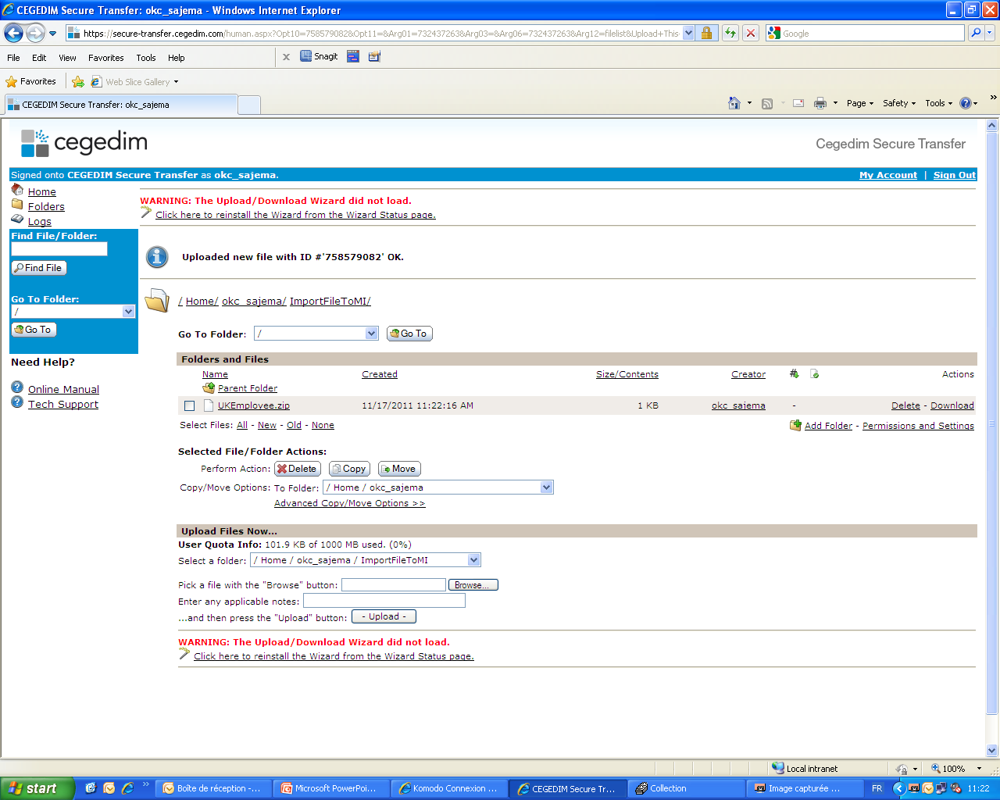 CEGEDIM Secure Transfer: okc_sajema - Windows Internet Explorer
https://secure-transfer.cegedim.com/human.aspx?Opt10=758579082&Opt11=&Arg01=732437263&Arg03=&Arg06=732437263&Arg12=filelist&Upload+This- Google
File Edit View Favorites Tools Help x Snagit
Favorites Web Slice Gallery
CEGEDIM Secure Transfer: okc_sajema Page Safety Tools »
cegedim Cegedim Secure Transfer
Signed onto CEGEDIM Secure Transfer as okc_sajema. My Account | Sign Out
Home
Folders
Logs
Find File/Folder:
Find File
Go To Folder:
/
Go To
Need Help?
Online Manual
Tech Support
WARNING: The Upload/Download Wizard did not load.
Click here to reinstall the Wizard from the Wizard Status page.
Uploaded new file with ID #'758579082' OK.
/ Home/ okc_sajema/ ImportFileToMI/
Go To Folder: / Go To
Folders and Files
Name Created Size/Contents Creator # Actions
Parent Folder
UKEmployee.zip 11/17/2011 11:22:16 AM 1 KB okc_sajema - Delete - Download
Select Files: All - New - Old - None Add Folder - Permissions and Settings
Selected File/Folder Actions:
Perform Action: Delete Copy Move
Copy/Move Options: To Folder: / Home / okc_sajema
Advanced Copy/Move Options >>
Upload Files Now...
User Quota Info: 101.9 KB of 1000 MB used. (0%)
Select a folder: / Home / okc_sajema / ImportFileToMI
Pick a file with the "Browse" button: Browse...
Enter any applicable notes:
...and then press the "Upload" button: - Upload -
WARNING: The Upload/Download Wizard did not load.
Click here to reinstall the Wizard from the Wizard Status page.
Local intranet 100%
start » Boîte de réception -... Microsoft PowerPoi... Komodo Connexion ... CEGEDIM Secure Tr... Collection Image capturée ... FR 11:22